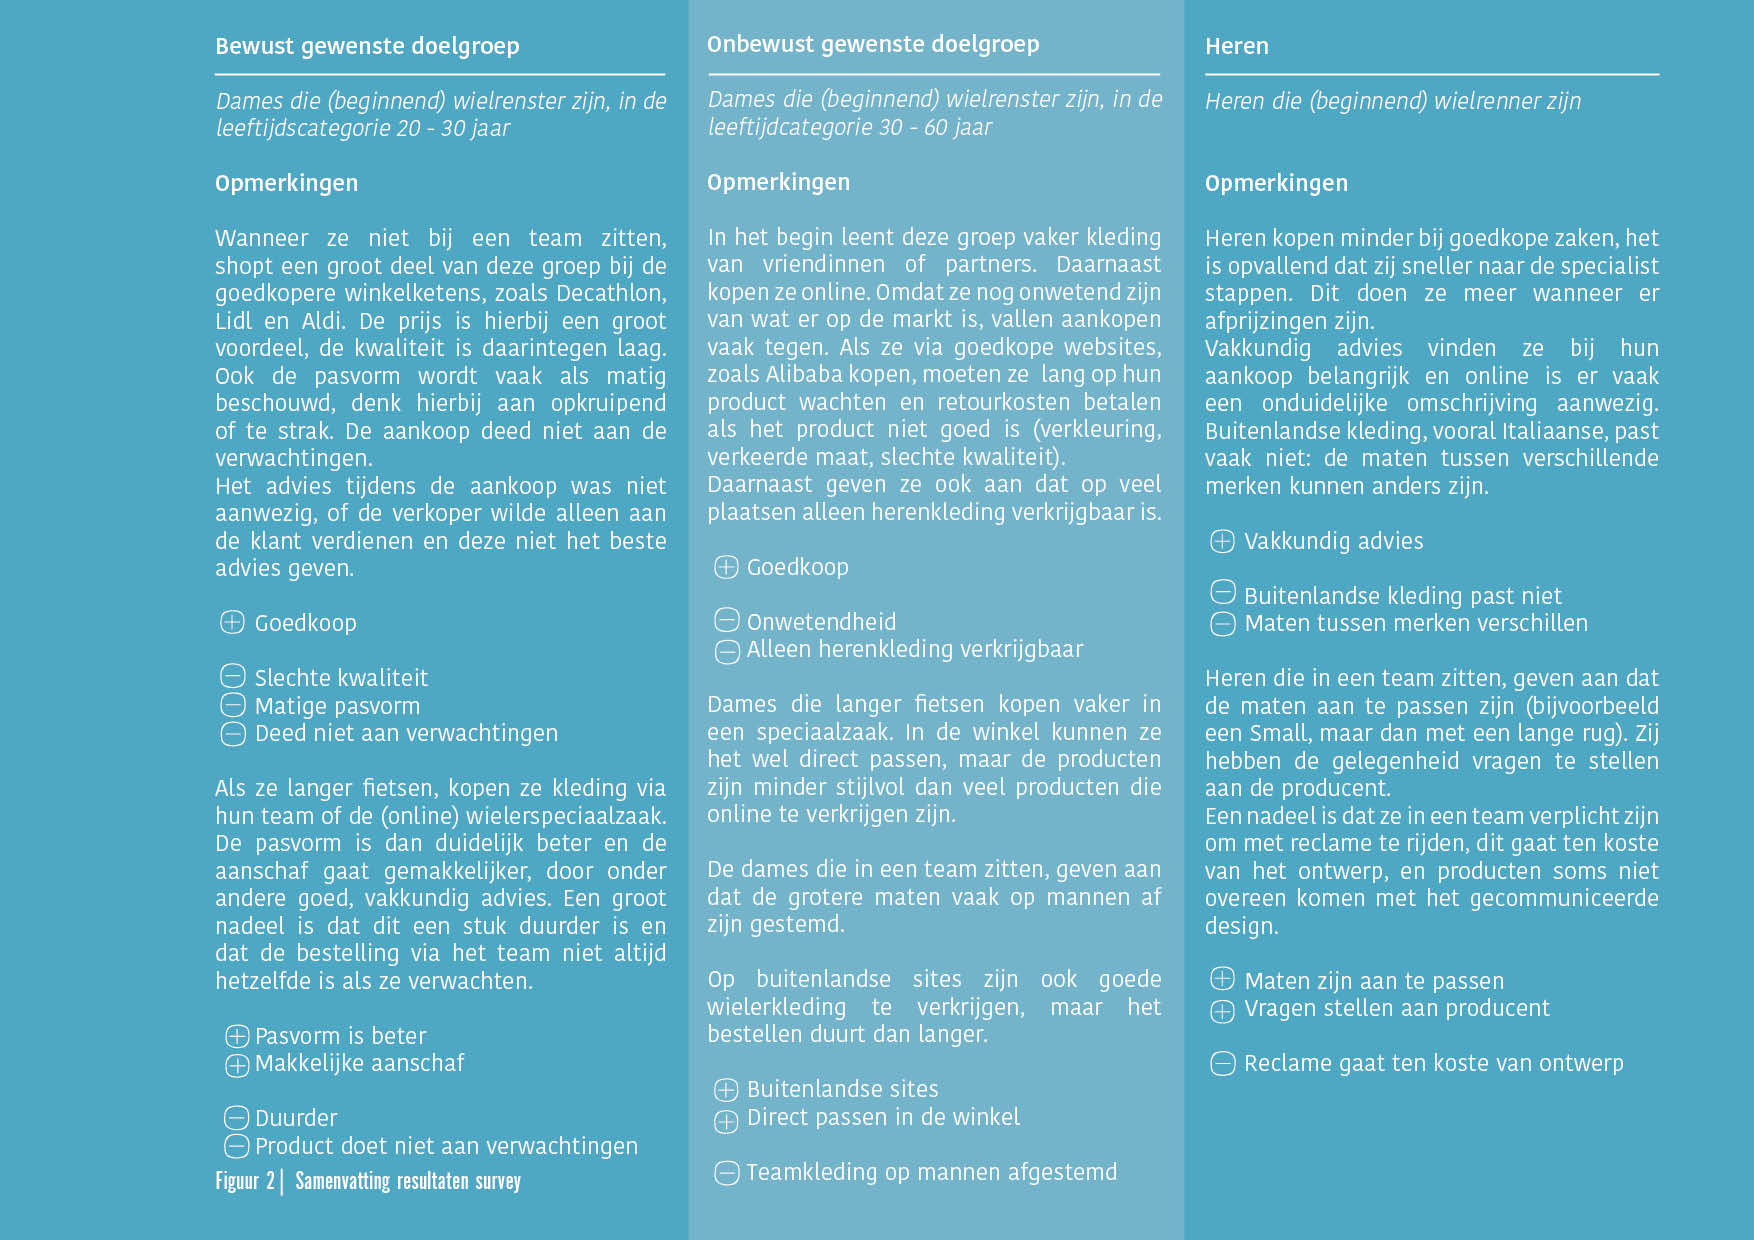 Bewust gewenste doelgroep
Dames die (beginnend) wielrenster zijn, in de
leeftijdscategorie 20 - 30 jaar
Opmerkingen
Wanneer ze niet bij een team zitten,
shopt een groot deel van deze groep bij de
goedkopere winkelketens, zoals Decathlon,
Lidl en Aldi. De prijs is hierbij een groot
voordeel, de kwaliteit is daarintegen laag.
Ook de pasvorm wordt vaak als matig
beschouwd, denk hierbij aan opkruipend
of te strak. De aankoop deed niet aan de
verwachtingen.
Het advies tijdens de aankoop was niet
aanwezig, of de verkoper wilde alleen aan
de klant verdienen en deze niet het beste
advies geven.
+ Goedkoop
- Slechte kwaliteit
- Matige pasvorm
- Deed niet aan verwachtingen
Als ze langer fietsen, kopen ze kleding via
hun team of de (online) wielerspeciaalzaak.
De pasvorm is dan duidelijk beter en de
aanschaf gaat gemakkelijker, door onder
andere goed, vakkundig advies. Een groot
nadeel is dat dit een stuk duurder is en
dat de bestelling via het team niet altijd
hetzelfde is als ze verwachten.
+ Pasvorm is beter
+ Makkelijke aanschaf
- Duurder
- Product doet niet aan verwachtingen
Figuur 2 | Samenvatting resultaten survey
Onbewust gewenste doelgroep
Dames die (beginnend) wielrenster zijn, in de
leeftijdcategorie 30 - 60 jaar
Opmerkingen
In het begin leent deze groep vaker kleding
van vriendinnen of partners. Daarnaast
kopen ze online. Omdat ze nog onwetend zijn
van wat er op de markt is, vallen aankopen
vaak tegen. Als ze via goedkope websites,
zoals Alibaba kopen, moeten ze lang op hun
product wachten en retourkosten betalen
als het product niet goed is (verkleuring,
verkeerde maat, slechte kwaliteit).
Daarnaast geven ze ook aan dat op veel
plaatsen alleen herenkleding verkrijgbaar is.
+ Goedkoop
- Onwetendheid
- Alleen herenkleding verkrijgbaar
Dames die langer fietsen kopen vaker in
een speciaalzaak. In de winkel kunnen ze
het wel direct passen, maar de producten
zijn minder stijlvol dan veel producten die
online te verkrijgen zijn.
De dames die in een team zitten, geven aan
dat de grotere maten vaak op mannen af
zijn gestemd.
Op buitenlandse sites zijn ook goede
wielerkleding te verkrijgen, maar het
bestellen duurt dan langer.
+ Buitenlandse sites
+ Direct passen in de winkel
- Teamkleding op mannen afgestemd
Heren
Heren die (beginnend) wielrenner zijn
Opmerkingen
Heren kopen minder bij goedkope zaken, het
is opvallend dat zij sneller naar de specialist
stappen. Dit doen ze meer wanneer er
afprijzingen zijn.
Vakkundig advies vinden ze bij hun
aankoop belangrijk en online is er vaak
een onduidelijke omschrijving aanwezig.
Buitenlandse kleding, vooral Italiaanse, past
vaak niet: de maten tussen verschillende
merken kunnen anders zijn.
+ Vakkundig advies
- Buitenlandse kleding past niet
- Maten tussen merken verschillen
Heren die in een team zitten, geven aan dat
de maten aan te passen zijn (bijvoorbeeld
een Small, maar dan met een lange rug). Zij
hebben de gelegenheid vragen te stellen
aan de producent.
Een nadeel is dat ze in een team verplicht zijn
om met reclame te rijden, dit gaat ten koste
van het ontwerp, en producten soms niet
overeen komen met het gecommuniceerde
design.
+ Maten zijn aan te passen
+ Vragen stellen aan producent
- Reclame gaat ten koste van ontwerp